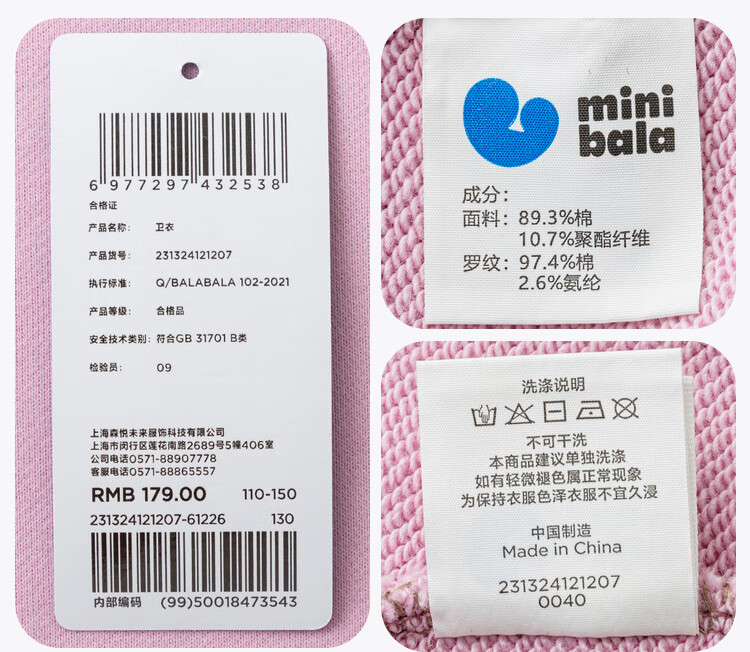 6 977297 432538
合格证
产品名称: 卫衣
产品货号: 231324121207
执行标准: Q/BALABALA 102-2021
产品等级: 合格品
安全技术类别: 符合GB 31701 B类
检验员: 09
上海森悦未来服饰科技有限公司
上海市闵行区莲花南路2689号5幢406室
公司电话0571-88907778
客服电话0571-88865557
RMB 179.00 110-150
231324121207-61226 130
内部编码 (99)50018473543
mini
bala
成分:
面料: 89.3%棉
10.7%聚酯纤维
罗纹: 97.4%棉
2.6%氨纶
洗涤说明
不可干洗
本商品建议单独洗涤
如有轻微褪色属正常现象
为保持衣服色泽衣服不宜久浸
中国制造
Made in China
231324121207
0040